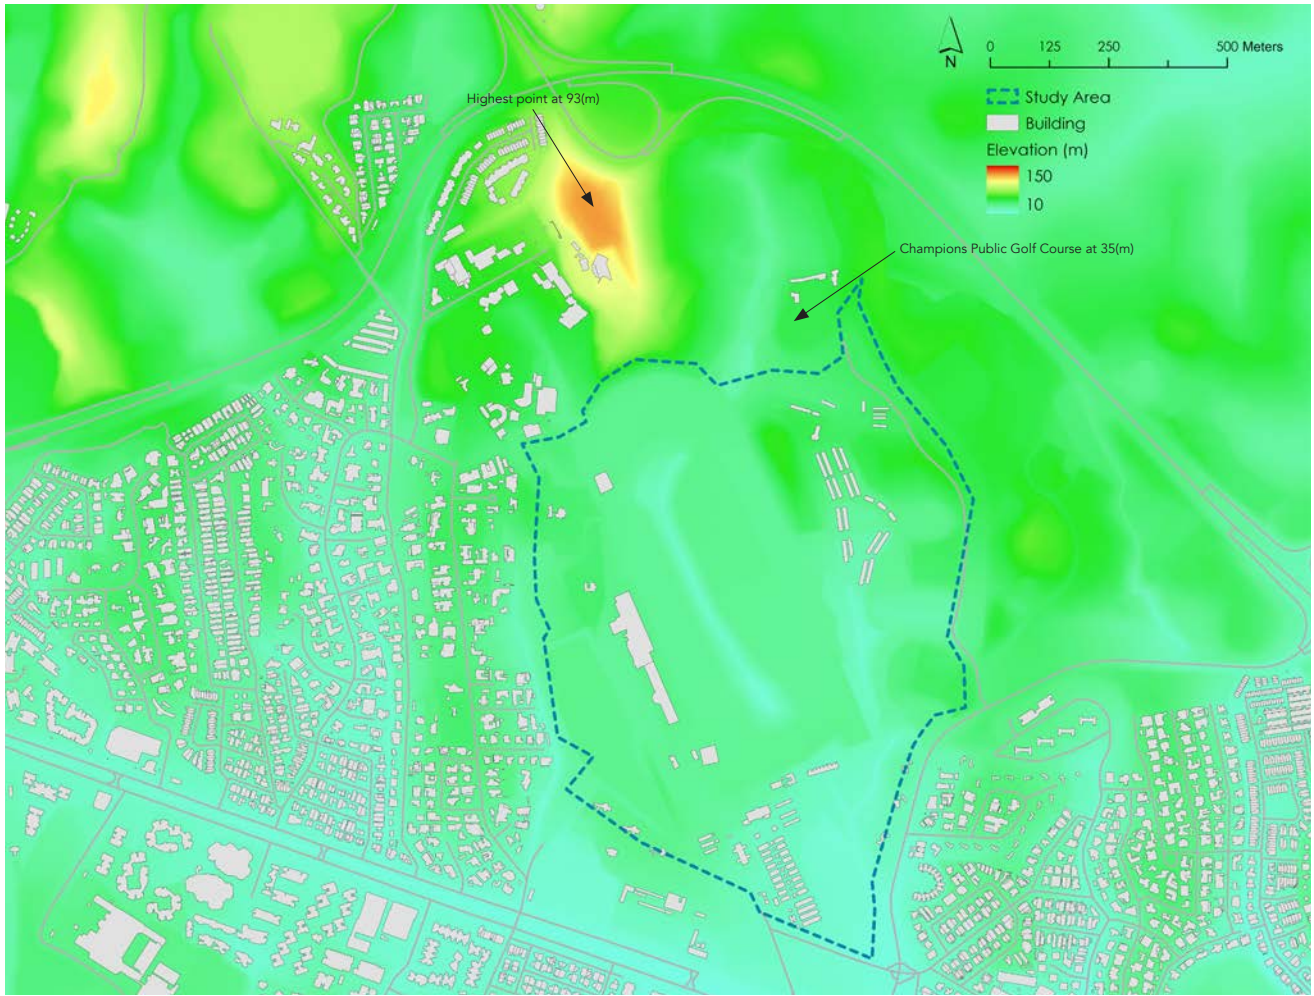 N
0 125 250 500 Meters
Study Area
Building
Elevation (m)
150
10
Highest point at 93(m)
Champions Public Golf Course at 35(m)